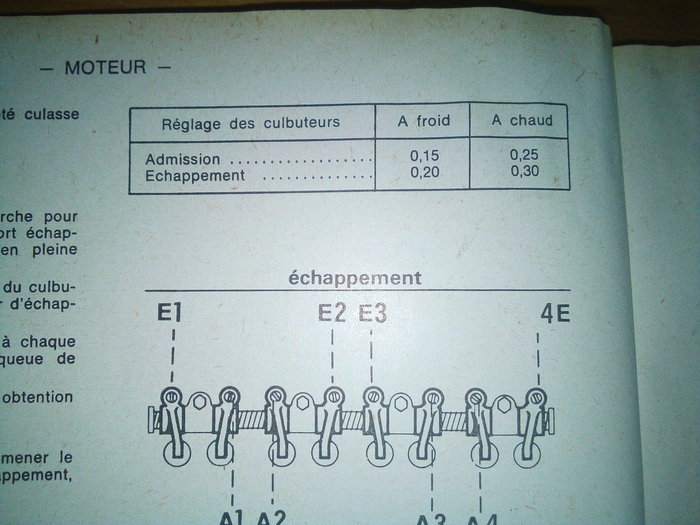 — MOTEUR —
té culasse
Réglage des culbuteurs A froid A chaud
Admission .................. 0,15 0,25
Echappement .............. 0,20 0,30
rche pour
ort échap-
en pleine
du culbu-
r d'échap-
à chaque
queue de
obtention
mener le
appement,
échappement
E1 E2 E3 4E
A1 A2 A3 A4